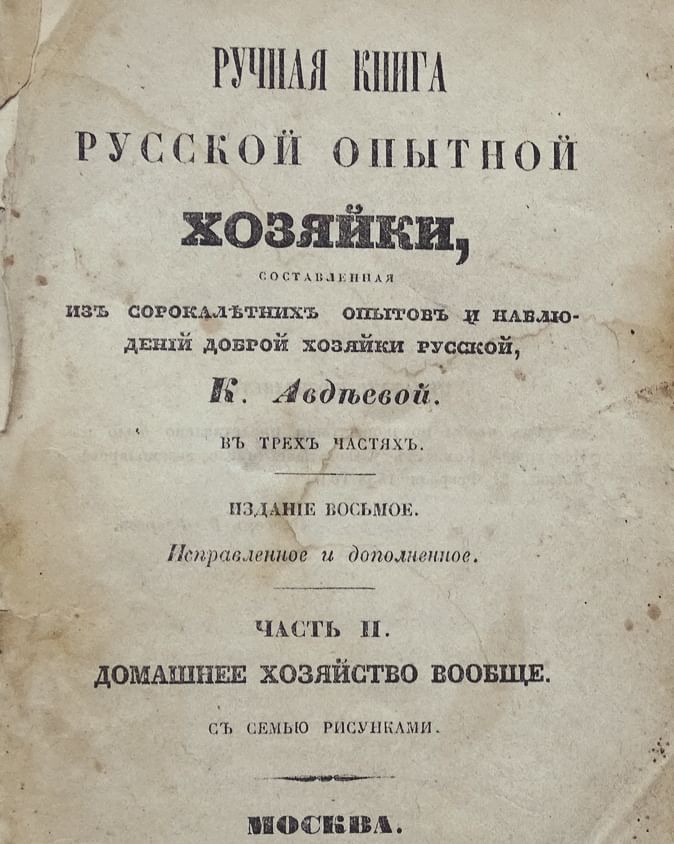 РУЧНАЯ КНИГА
РУССКОЙ ОПЫТНОЙ
ХОЗЯЙКИ,
СОСТАВЛЕННАЯ
ИЗЪ СОРОКАЛѢТНИХЪ ОПЫТОВЪ И НАБЛЮ-
ДЕНІЙ ДОБРОЙ ХОЗЯЙКИ РУССКОЙ,
К. Авдѣевой.
ВЪ ТРЕХЪ ЧАСТЯХЪ.
ИЗДАНІЕ ВОСЬМОЕ.
Исправленное и дополненное.
ЧАСТЬ II.
ДОМАШНЕЕ ХОЗЯЙСТВО ВООБЩЕ.
СЪ СЕМЬЮ РИСУНКАМИ.
МОСКВА.